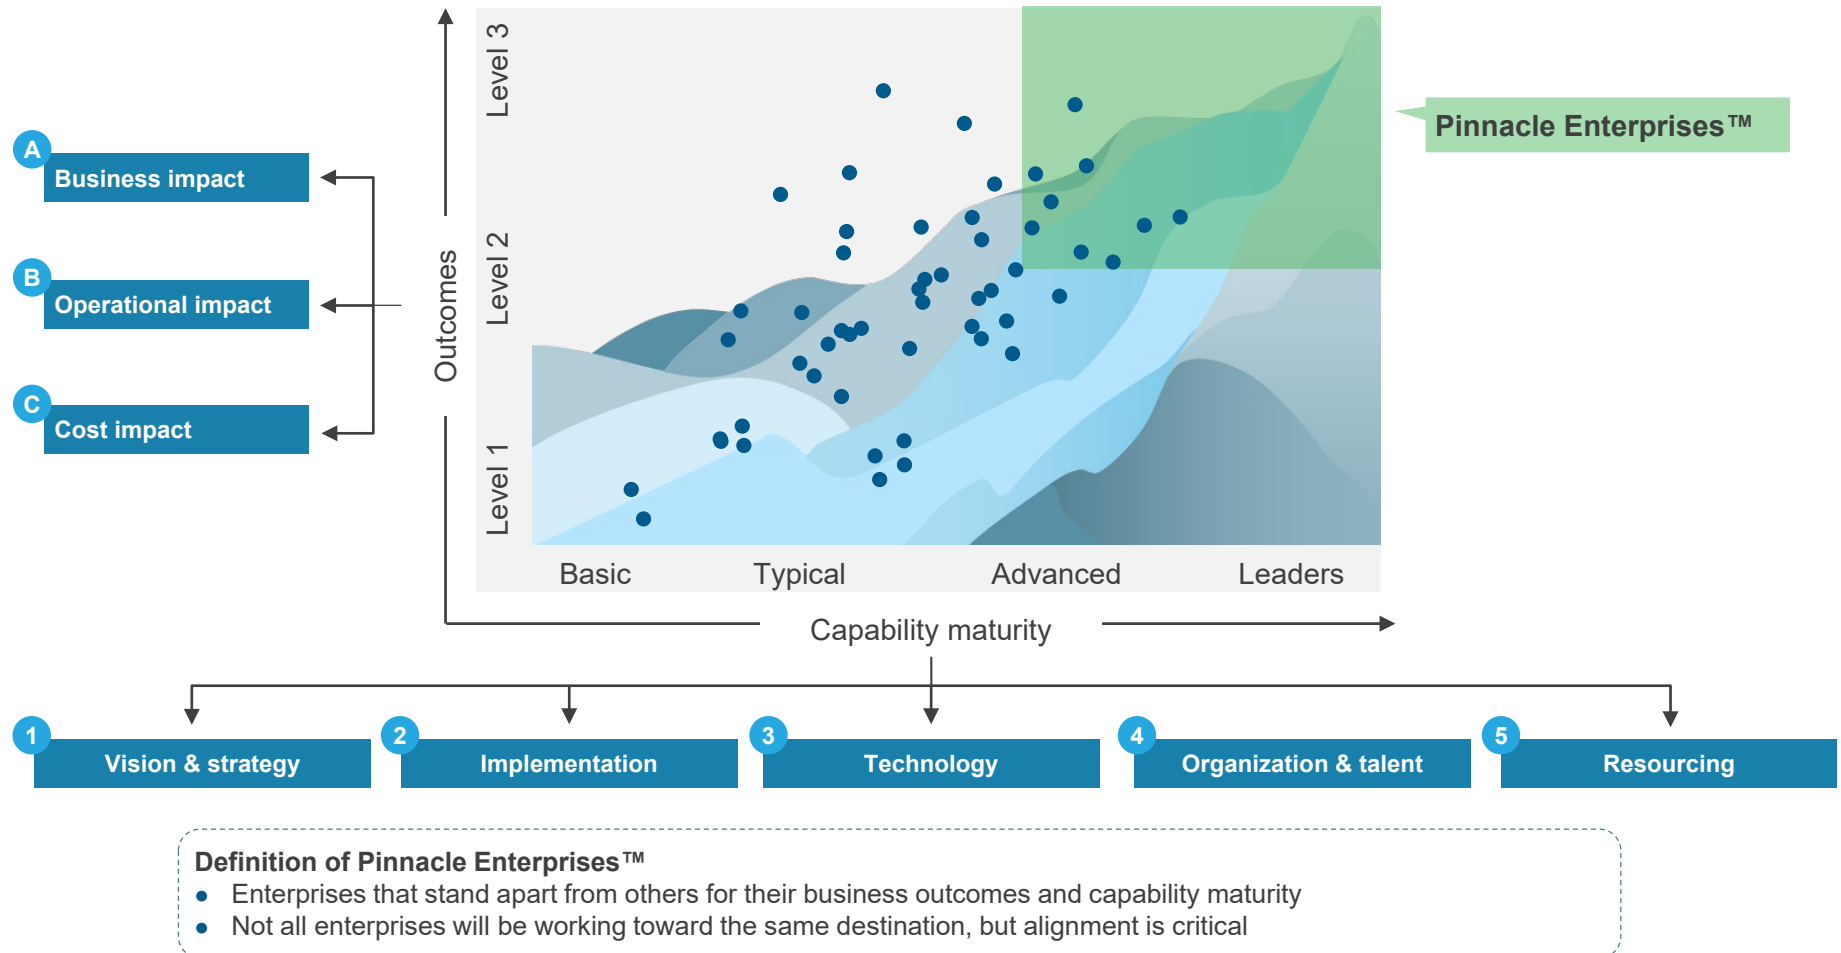 Level 3
Level 2
Level 1
Outcomes
A
Business impact
B
Operational impact
C
Cost impact
Pinnacle Enterprises™
Basic Typical Advanced Leaders
Capability maturity
1
Vision & strategy
2
Implementation
3
Technology
4
Organization & talent
5
Resourcing
Definition of Pinnacle Enterprises™
● Enterprises that stand apart from others for their business outcomes and capability maturity
● Not all enterprises will be working toward the same destination, but alignment is critical